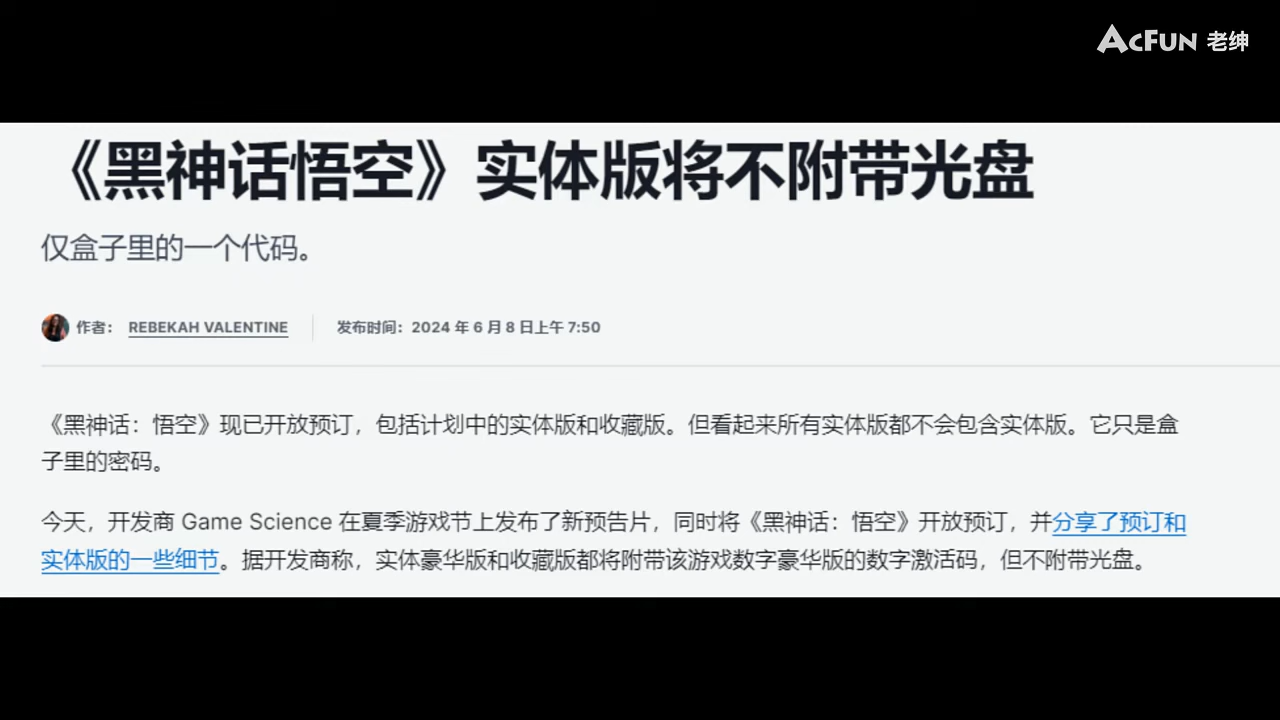 ACFUN 老绅
《黑神话悟空》实体版将不附带光盘
仅盒子里的一个代码。
作者： REBEKAH VALENTINE 发布时间：2024 年 6 月 8 日上午 7:50
《黑神话：悟空》现已开放预订，包括计划中的实体版和收藏版。但看起来所有实体版都不会包含实体版。它只是盒
子里的密码。
今天，开发商 Game Science 在夏季游戏节上发布了新预告片，同时将《黑神话：悟空》开放预订，并分享了预订和
实体版的一些细节。据开发商称，实体豪华版和收藏版都将附带该游戏数字豪华版的数字激活码，但不附带光盘。